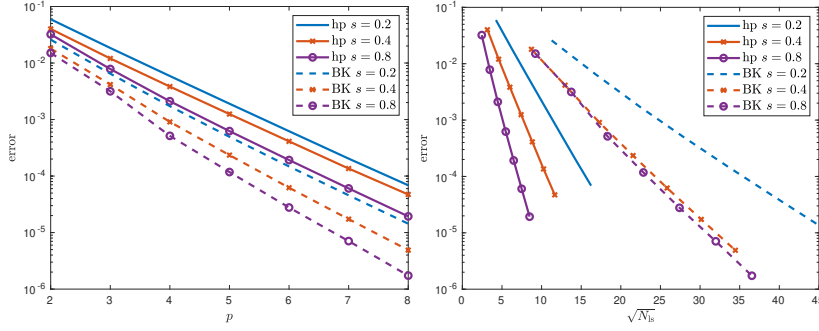 10^{-1}
10^{-2}
10^{-3}
10^{-4}
10^{-5}
10^{-6}
error
2
3
4
5
6
7
8
p
hp s = 0.2
hp s = 0.4
hp s = 0.8
BK s = 0.2
BK s = 0.4
BK s = 0.8
10^{-1}
10^{-2}
10^{-3}
10^{-4}
10^{-5}
10^{-6}
error
0
5
10
15
20
25
30
35
40
45
√N_{ls}
hp s = 0.2
hp s = 0.4
hp s = 0.8
BK s = 0.2
BK s = 0.4
BK s = 0.8